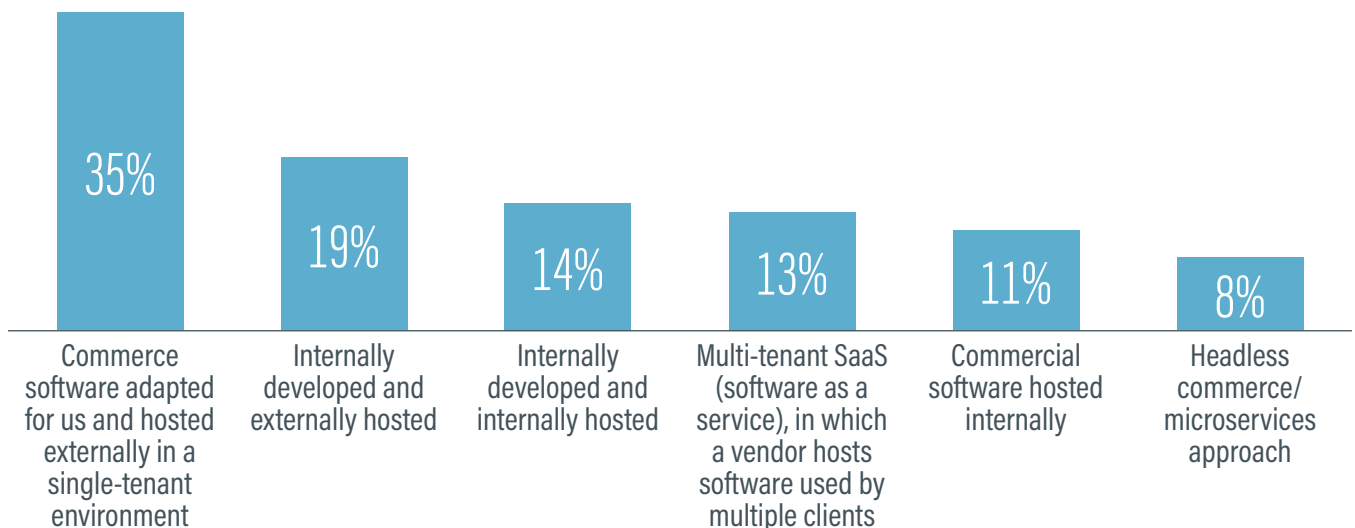 35%
19%
14%
13%
11%
8%
Commerce
software adapted
for us and hosted
externally in a
single-tenant
environment
Internally
developed and
externally hosted
Internally
developed and
internally hosted
Multi-tenant SaaS
(software as a
service), in which
a vendor hosts
software used by
multiple clients
Commercial
software hosted
internally
Headless
commerce/
microservices
approach